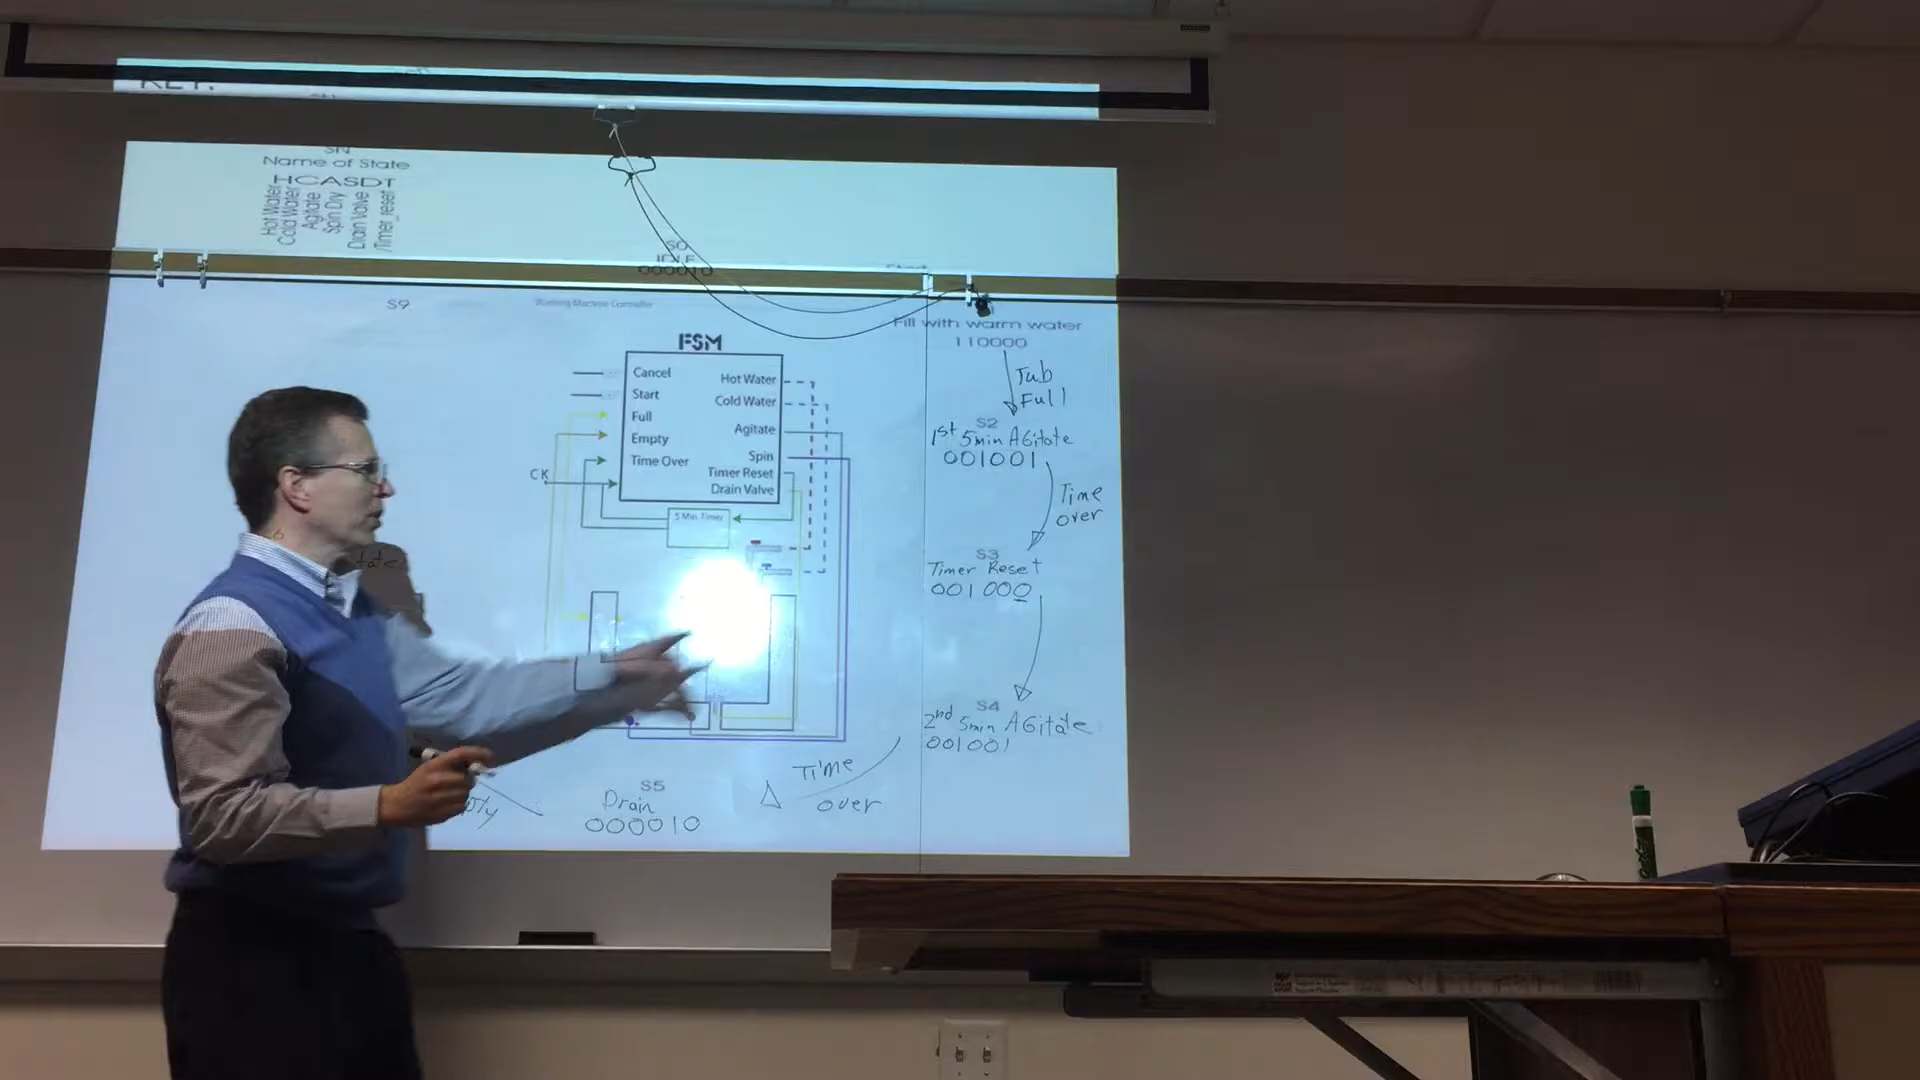 KEY:
SN
Name of State
HCASDT
Hot Water
Cold Water
Agitate
Spin Dry
Drain Valve
/Timer_reset
S0
IDLE
000010
Start
S9
Washing Machine Controller
Fill with warm water
110000
Tub
Full
FSM
Cancel
Start
Full
Empty
Time Over
CK
Hot Water
Cold Water
Agitate
Spin
Timer Reset
Drain Valve
5 Min Timer
S2
1st 5min AGitate
001001
Time
over
S3
Timer Reset
001000
S4
2nd 5min AGitate
001001
Time
over
S5
Drain
000010